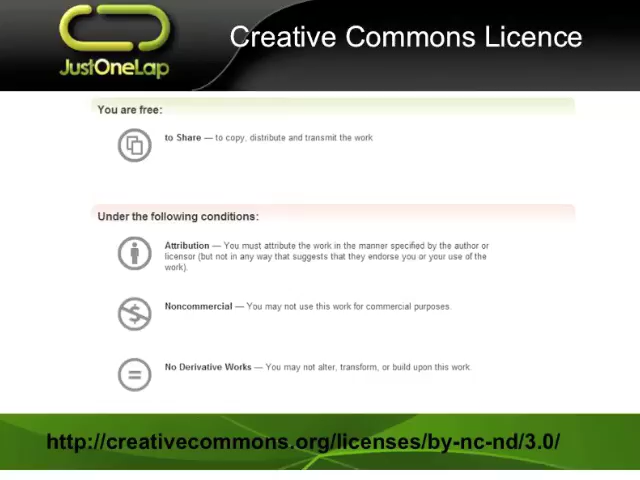 JustOneLap
Creative Commons Licence
You are free:
to Share — to copy, distribute and transmit the work
Under the following conditions:
Attribution — You must attribute the work in the manner specified by the author or
licensor (but not in any way that suggests that they endorse you or your use of the
work).
Noncommercial — You may not use this work for commercial purposes.
No Derivative Works — You may not alter, transform, or build upon this work.
http://creativecommons.org/licenses/by-nc-nd/3.0/